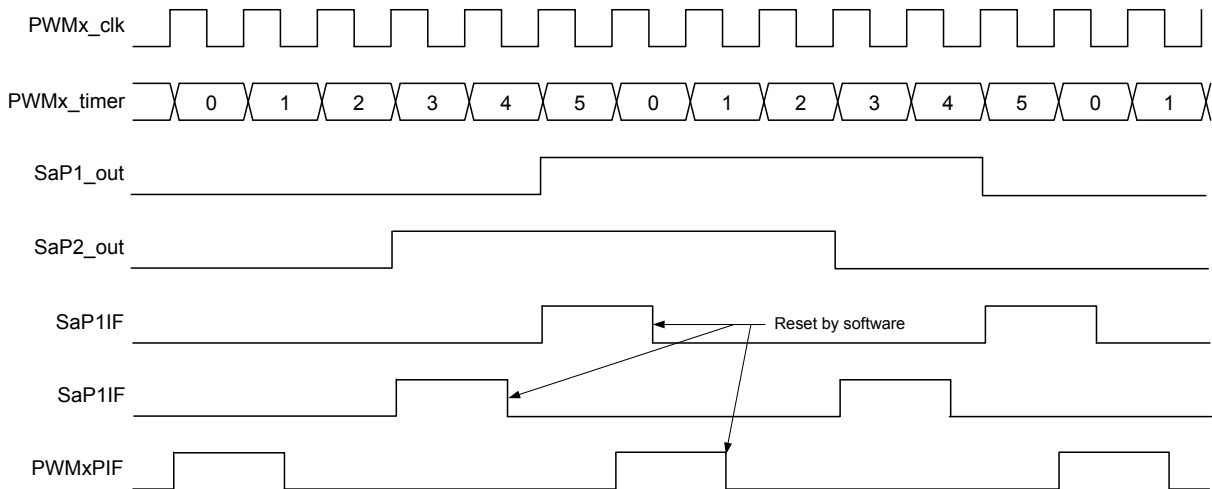 PWMx_clk
PWMx_timer 0 1 2 3 4 5 0 1 2 3 4 5 0 1
SaP1_out
SaP2_out
SaP1IF
Reset by software
SaP1IF
PWMxPIF